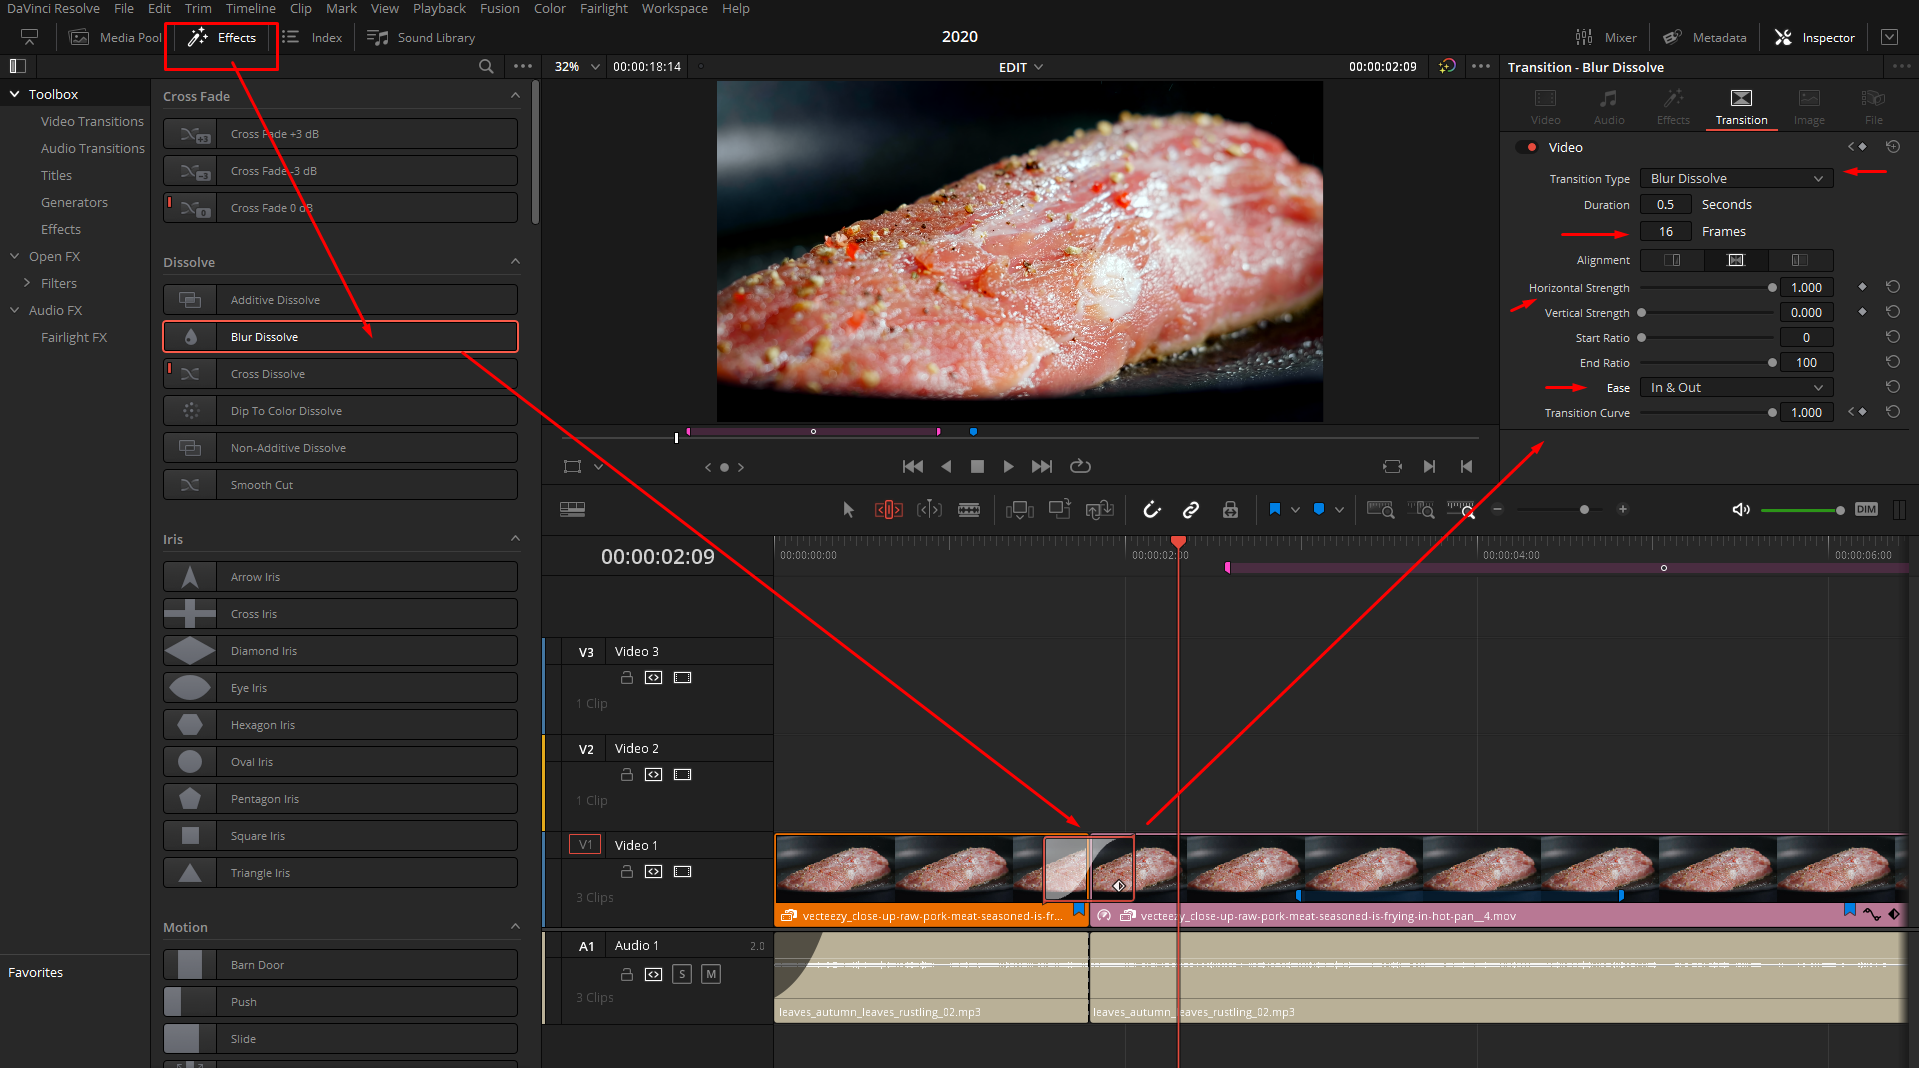 DaVinci Resolve File Edit Trim Timeline Clip Mark View Playback Fusion Color Fairlight Workspace Help
Media Pool Effects Index Sound Library 2020 Mixer Metadata Inspector
32% 00:00:18:14 EDIT 00:00:02:09 Transition - Blur Dissolve
Toolbox
Video Transitions
Audio Transitions
Titles
Generators
Effects
Open FX
Filters
Audio FX
Fairlight FX
Favorites
Cross Fade
+3 Cross Fade +3 dB
-3 Cross Fade -3 dB
0 Cross Fade 0 dB
Dissolve
Additive Dissolve
Blur Dissolve
Cross Dissolve
Dip To Color Dissolve
Non-Additive Dissolve
Smooth Cut
Iris
Arrow Iris
Cross Iris
Diamond Iris
Eye Iris
Hexagon Iris
Oval Iris
Pentagon Iris
Square Iris
Triangle Iris
Motion
Barn Door
Push
Slide
Video Audio Effects Transition Image File
Video
Transition Type Blur Dissolve
Duration 0.5 Seconds
16 Frames
Alignment
Horizontal Strength 1.000
Vertical Strength 0.000
Start Ratio 0
End Ratio 100
Ease In & Out
Transition Curve 1.000
DIM
00:00:02:09 00:00:00:00 00:00:02:00 00:00:04:00 00:00:06:00
V3 Video 3
1 Clip
V2 Video 2
1 Clip
V1 Video 1
3 Clips
vecteezy_close-up-raw-pork-meat-seasoned-is-fr... vecteezy_close-up-raw-pork-meat-seasoned-is-frying-in-hot-pan__4.mov
A1 Audio 1 2.0
S M
3 Clips
leaves_autumn_leaves_rustling_02.mp3 leaves_autumn_leaves_rustling_02.mp3